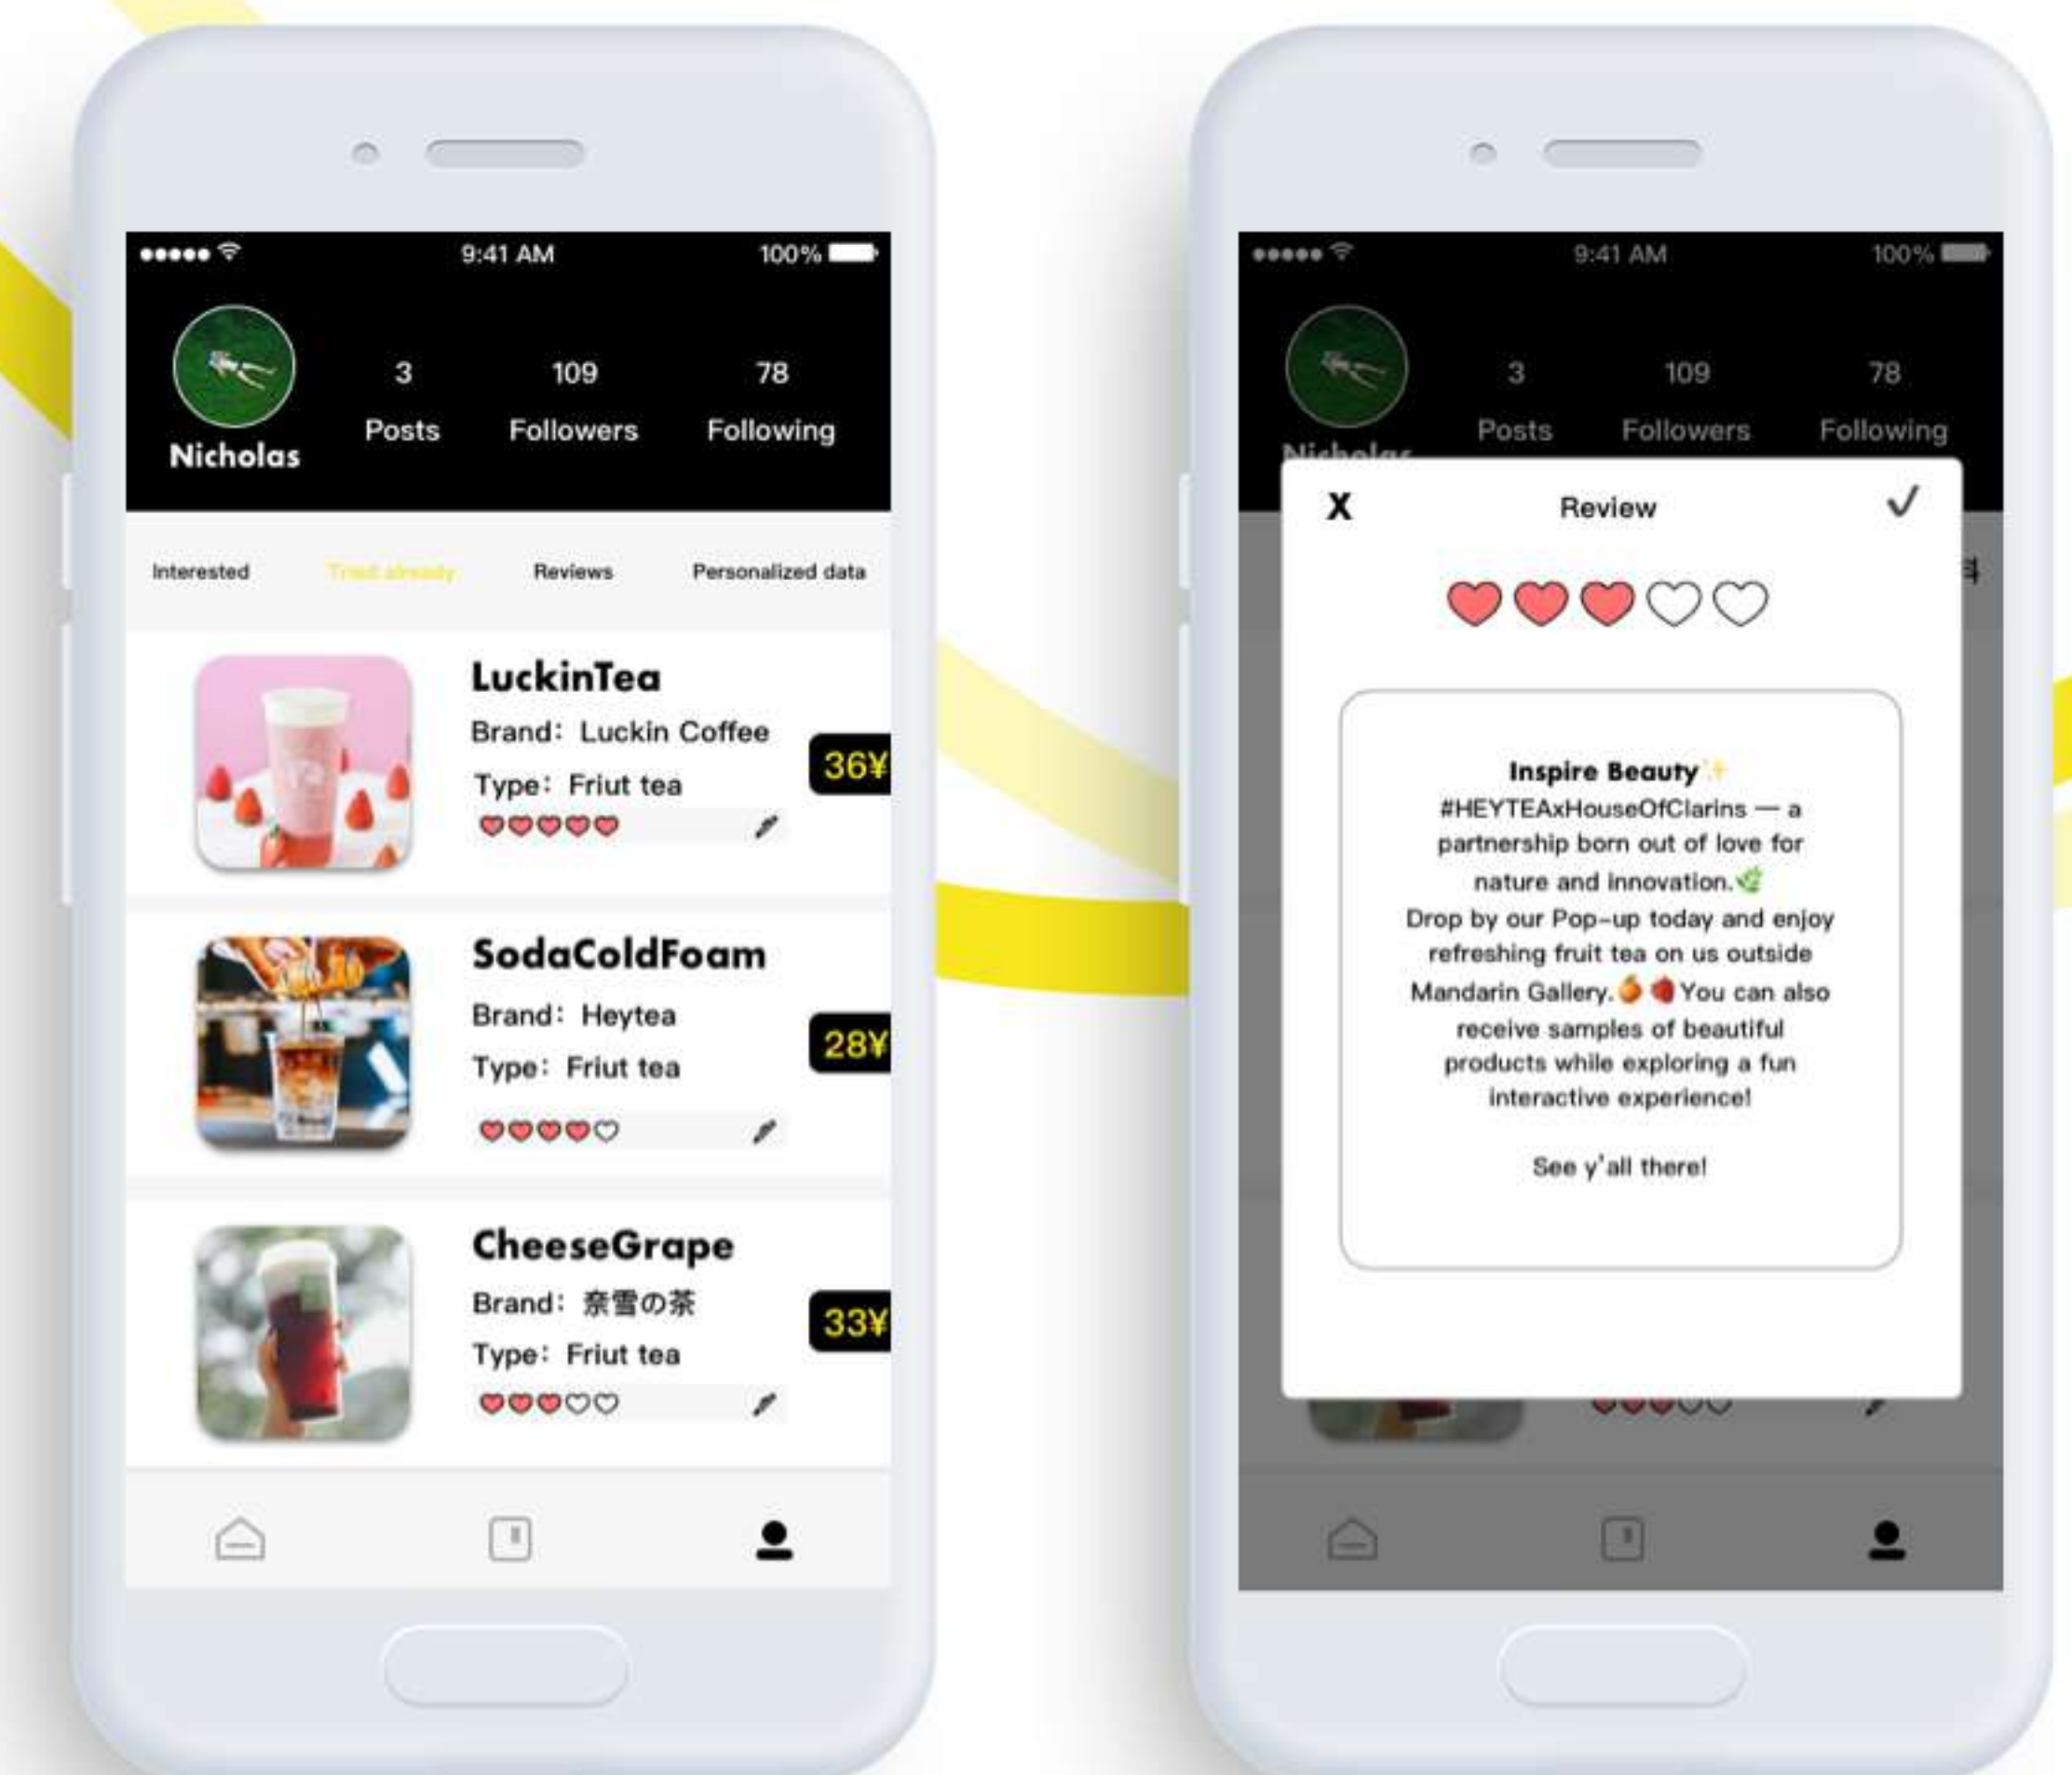 9:41 AM
100%
3
109
78
Posts
Followers
Following
Nicholas
Interested
Tried already
Reviews
Personalized data
LuckinTea
Brand: Luckin Coffee
36¥
Type: Friut tea
SodaColdFoam
Brand: Heytea
28¥
Type: Friut tea
CheeseGrape
Brand: 奈雪の茶
33¥
Type: Friut tea
9:41 AM
100%
3
109
78
Posts
Followers
Following
Nicholas
X
Review
Inspire Beauty✨
#HEYTEAxHouseOfClarins — a
partnership born out of love for
nature and innovation.🌿
Drop by our Pop-up today and enjoy
refreshing fruit tea on us outside
Mandarin Gallery.🍊🍓You can also
receive samples of beautiful
products while exploring a fun
interactive experience!
See y'all there!